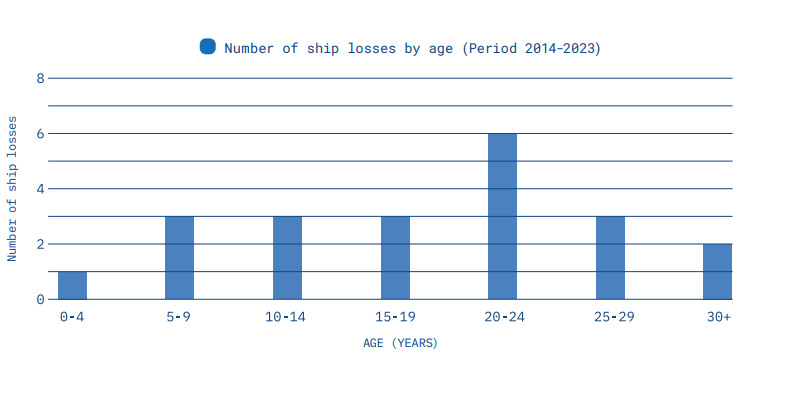 Number of ship losses by age (Period 2014-2023)
Number of ship losses
8
6
4
2
0
0-4 5-9 10-14 15-19 20-24 25-29 30+
AGE (YEARS)